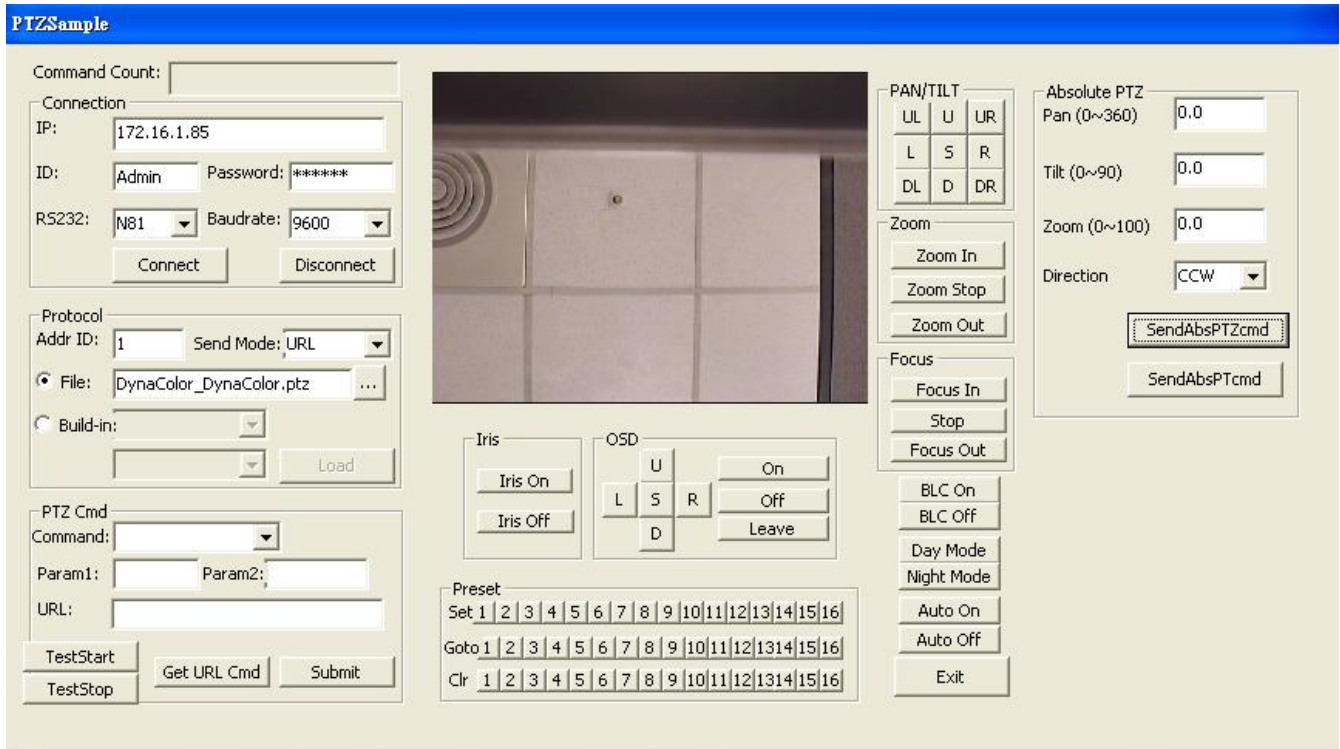 PTZSample
Command Count:
Connection
IP: 172.16.1.85
ID: Admin Password: ******
RS232: N81 Baudrate: 9600
Connect Disconnect
Protocol
Addr ID: 1 Send Mode: URL
File: DynaColor_DynaColor.ptz ...
Build-in:
Load
PTZ Cmd
Command:
Param1: Param2:
URL:
TestStart
TestStop
Get URL Cmd Submit
Iris
Iris On
Iris Off
OSD
U
L S R
D
On
Off
Leave
Preset
Set 1 2 3 4 5 6 7 8 9 10 11 12 13 14 15 16
Goto 1 2 3 4 5 6 7 8 9 10 11 12 13 14 15 16
Clr 1 2 3 4 5 6 7 8 9 10 11 12 13 14 15 16
PAN/TILT
UL U UR
L S R
DL D DR
Zoom
Zoom In
Zoom Stop
Zoom Out
Focus
Focus In
Stop
Focus Out
BLC On
BLC Off
Day Mode
Night Mode
Auto On
Auto Off
Exit
Absolute PTZ
Pan (0~360) 0.0
Tilt (0~90) 0.0
Zoom (0~100) 0.0
Direction CCW
SendAbsPTZcmd
SendAbsPTcmd